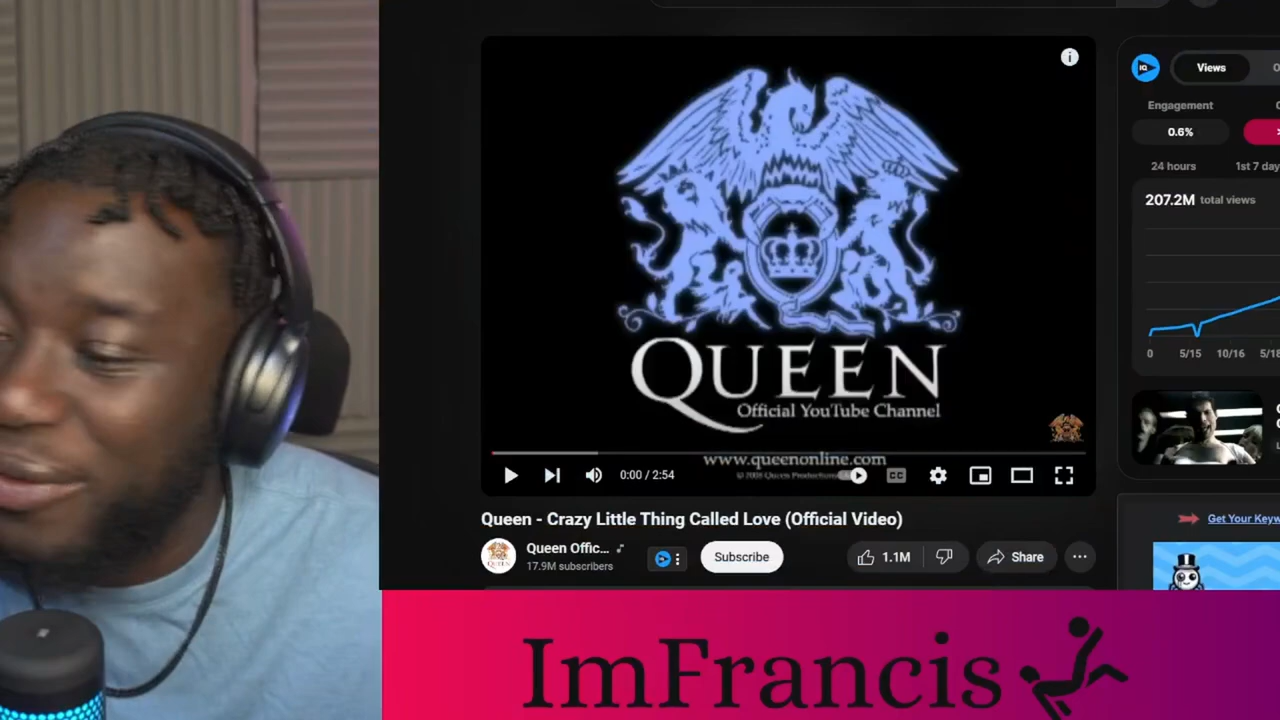 Views
Engagement
0.6%
24 hours
1st 7 day
207.2M total views
0 5/15 10/16 5/18
QUEEN
Official YouTube Channel
www.queenonline.com
0:00 / 2:54
CC
Queen - Crazy Little Thing Called Love (Official Video)
Queen Offic...
17.9M subscribers
Subscribe
1.1M
Share
Get Your Keyw
IQ
ImFrancis